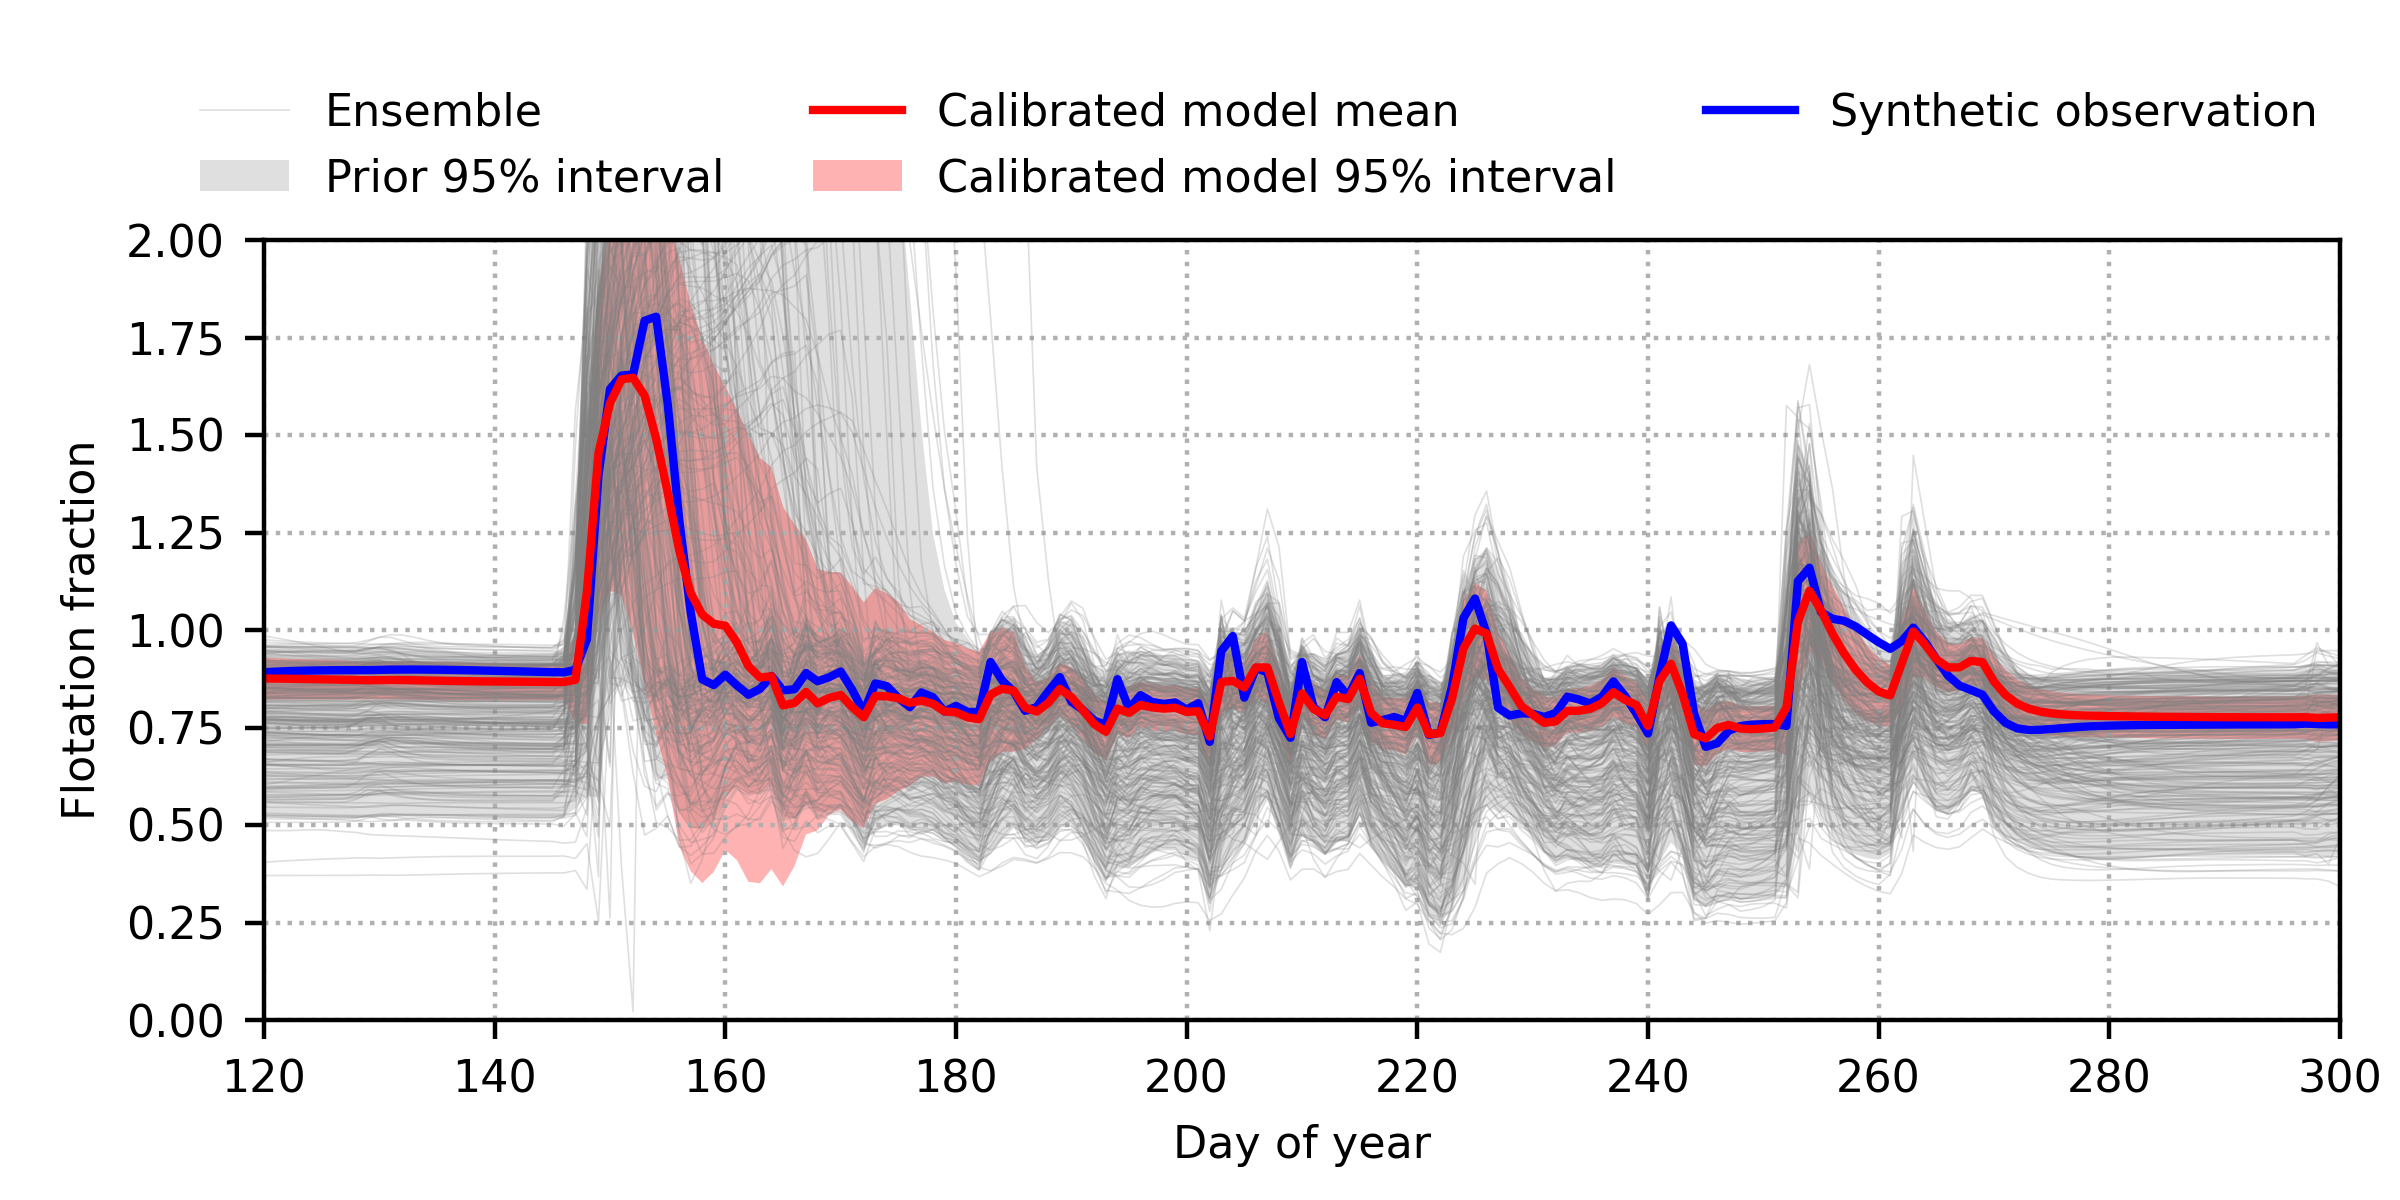 Ensemble
Prior 95% interval
Calibrated model mean
Calibrated model 95% interval
Synthetic observation
2.00
1.75
1.50
1.25
1.00
0.75
0.50
0.25
0.00
Flotation fraction
120 140 160 180 200 220 240 260 280 300
Day of year